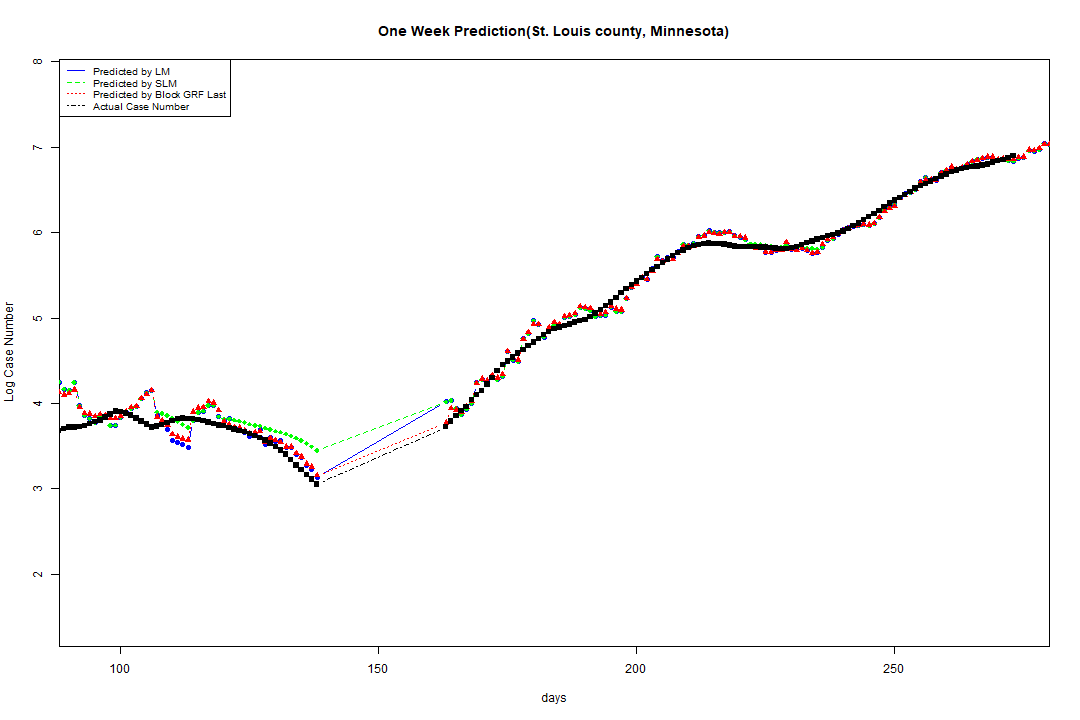 One Week Prediction(St. Louis county, Minnesota)
Predicted by LM
Predicted by SLM
Predicted by Block GRF Last
Actual Case Number
8
7
6
5
4
3
2
Log Case Number
100 150 200 250
days